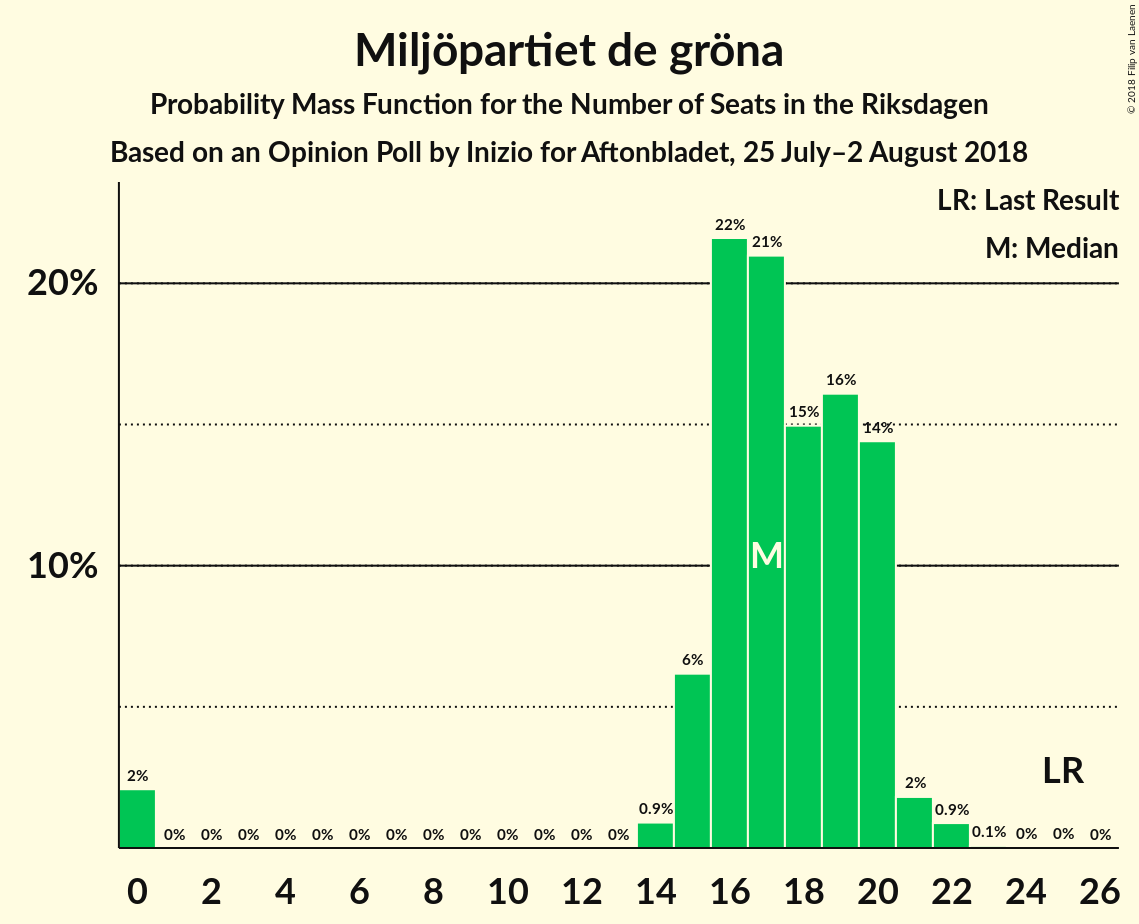 Miljöpartiet de gröna
Probability Mass Function for the Number of Seats in the Riksdagen
Based on an Opinion Poll by Inizio for Aftonbladet, 25 July–2 August 2018
© 2018 Filip van Laenen
LR: Last Result
M: Median
22%
21%
20%
16%
15%
14%
M
10%
6%
LR
2%
2%
0.9%
0.9%
0% 0% 0% 0% 0% 0% 0% 0% 0% 0% 0% 0% 0% 0.1% 0% 0% 0%
0 2 4 6 8 10 12 14 16 18 20 22 24 26